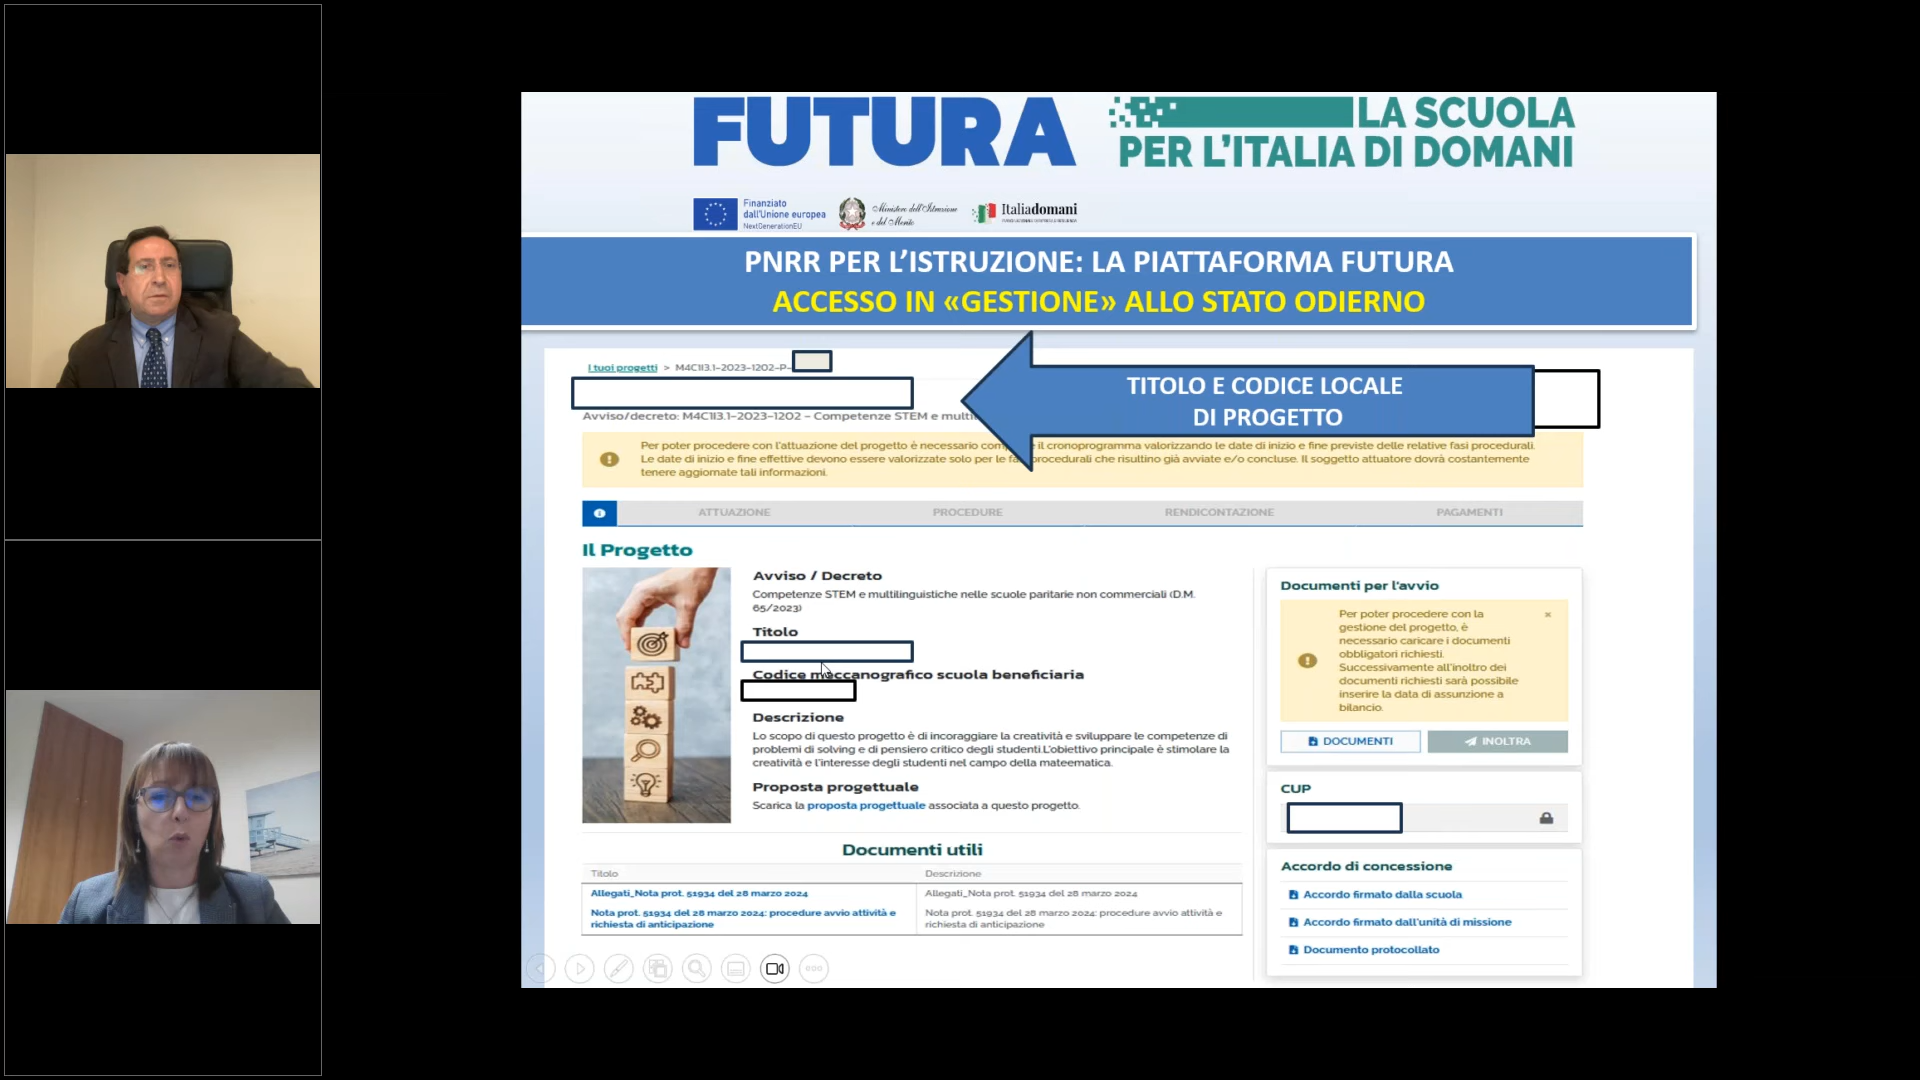 FUTURA
LA SCUOLA
PER L'ITALIA DI DOMANI
Finanziato
dall'Unione europea
NextGenerationEU
Ministero dell'Istruzione
e del Merito
Italiadomani
PNRR PER L'ISTRUZIONE: LA PIATTAFORMA FUTURA
ACCESSO IN «GESTIONE» ALLO STATO ODIERNO
I tuoi progetti > M4C1I3.1-2023-1202-P-
TITOLO E CODICE LOCALE
DI PROGETTO
Avviso/decreto: M4C1I3.1-2023-1202 - Competenze STEM e
Per poter procedere con l'attuazione del progetto è necessario il cronoprogramma valorizzando le date di inizio e fine previste delle relative fasi procedurali.
Le date di inizio e fine effettive devono essere valorizzate solo per le procedurali che risultino già avviate e/o concluse. Il soggetto attuatore dovrà costantemente
tenere aggiornate tali informazioni.
ATTUAZIONE
PROCEDURE
RENDICONTAZIONE
PAGAMENTI
Il Progetto
Avviso / Decreto
Competenze STEM e multilinguistiche nelle scuole paritarie non commerciali (D.M.
65/2023)
Titolo
Codice meccanografico scuola beneficiaria
Descrizione
Lo scopo di questo progetto è di incoraggiare la creatività e sviluppare le competenze di
problemi di solving e di pensiero critico degli studenti.L'obiettivo principale è stimolare la
creatività e l'interesse degli studenti nel campo della mateematica.
Proposta progettuale
Scarica la proposta progettuale associata a questo progetto.
Documenti utili
Titolo
Descrizione
Allegati_Nota prot. 51934 del 28 marzo 2024
Allegati_Nota prot. 51934 del 28 marzo 2024
Nota prot. 51934 del 28 marzo 2024: procedure avvio attività e
richiesta di anticipazione
Nota prot. 51934 del 28 marzo 2024: procedure avvio attività e
richiesta di anticipazione
Documenti per l'avvio
Per poter procedere con la
gestione del progetto, è
necessario caricare i documenti
obbligatori richiesti.
Successivamente all'inoltro dei
documenti richiesti sarà possibile
inserire la data di assunzione a
bilancio.
DOCUMENTI
INOLTRA
CUP
Accordo di concessione
Accordo firmato dalla scuola
Accordo firmato dall'unità di missione
Documento protocollato